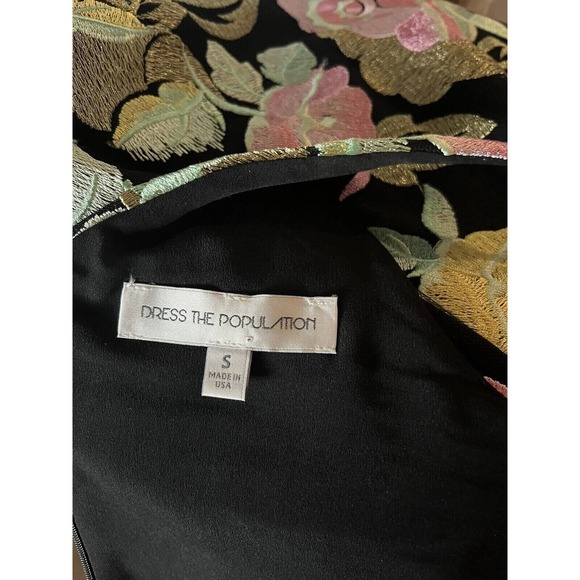 DRESS THE POPULATION
S
MADE IN
USA